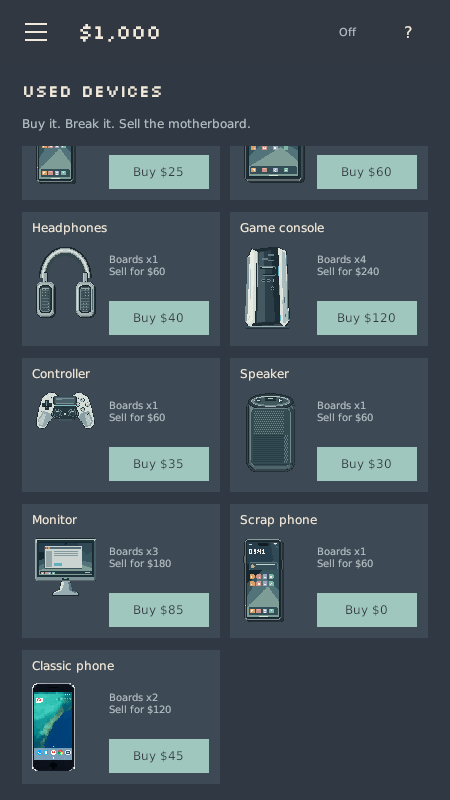 $1,000
Off
?
USED DEVICES
Buy it. Break it. Sell the motherboard.
Buy $25
Buy $60
Headphones
Boards x1
Sell for $60
Buy $40
Game console
Boards x4
Sell for $240
Buy $120
Controller
Boards x1
Sell for $60
Buy $35
Speaker
Boards x1
Sell for $60
Buy $30
Monitor
Boards x3
Sell for $180
Buy $85
Scrap phone
0341
Boards x1
Sell for $60
Buy $0
Classic phone
Boards x2
Sell for $120
Buy $45